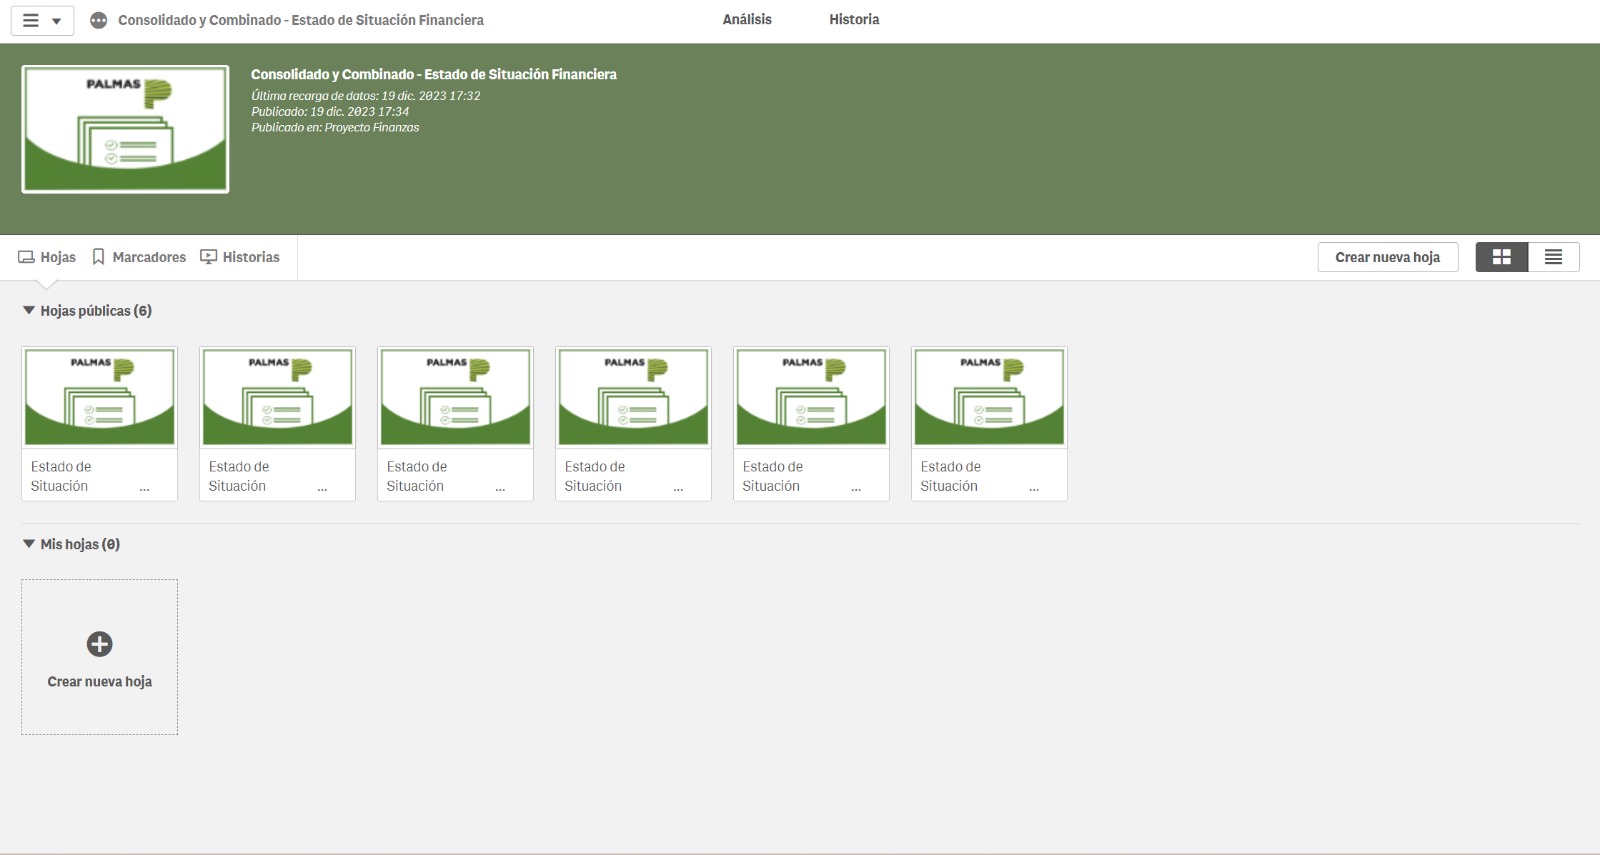 Consolidado y Combinado - Estado de Situación Financiera
Análisis
Historia
PALMAS
Consolidado y Combinado - Estado de Situación Financiera
Última recarga de datos: 19 dic. 2023 17:32
Publicado: 19 dic. 2023 17:34
Publicado en: Proyecto Finanzas
Hojas
Marcadores
Historias
Crear nueva hoja
Hojas públicas (6)
PALMAS
PALMAS
PALMAS
PALMAS
PALMAS
PALMAS
Estado de
Situación ...
Estado de
Situación ...
Estado de
Situación ...
Estado de
Situación ...
Estado de
Situación ...
Estado de
Situación ...
Mis hojas (0)
Crear nueva hoja